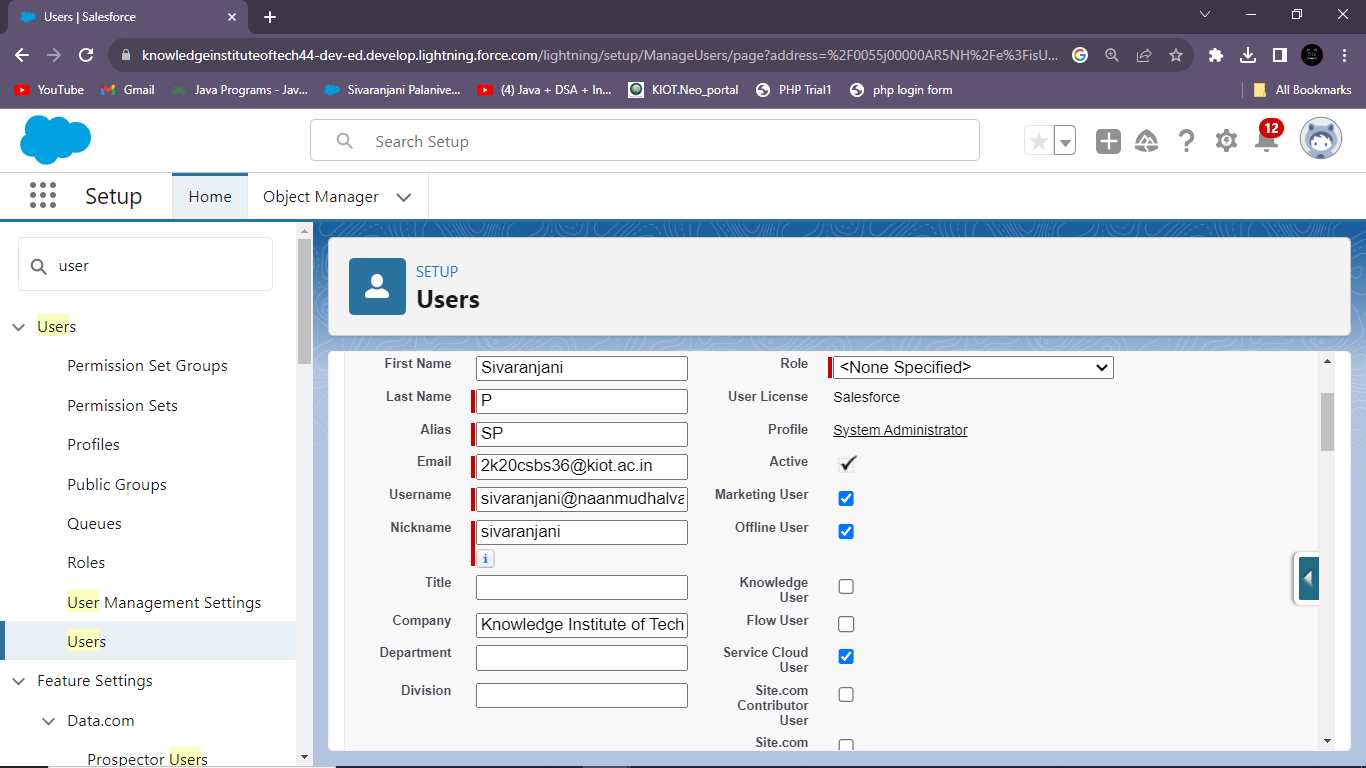 Users | Salesforce
knowledgeinstituteoftech44-dev-ed.develop.lightning.force.com/lightning/setup/ManageUsers/page?address=%2F0055j00000AR5NH%2Fe%3FisU...
YouTube
Gmail
Java Programs - Jav...
Sivaranjani Palanive...
(4) Java + DSA + In...
KIOT.Neo_portal
PHP Trial1
php login form
All Bookmarks
Search Setup
12
Setup
Home
Object Manager
user
Users
Permission Set Groups
Permission Sets
Profiles
Public Groups
Queues
Roles
User Management Settings
Users
Feature Settings
Data.com
Prospector Users
SETUP
Users
First Name Sivaranjani
Last Name P
Alias SP
Email 2k20csbs36@kiot.ac.in
Username sivaranjani@naanmudhalva
Nickname sivaranjani
i
Title
Company Knowledge Institute of Tech
Department
Division
Role <None Specified>
User License Salesforce
Profile System Administrator
Active
Marketing User
Offline User
Knowledge
User
Flow User
Service Cloud
User
Site.com
Contributor
User
Site.com